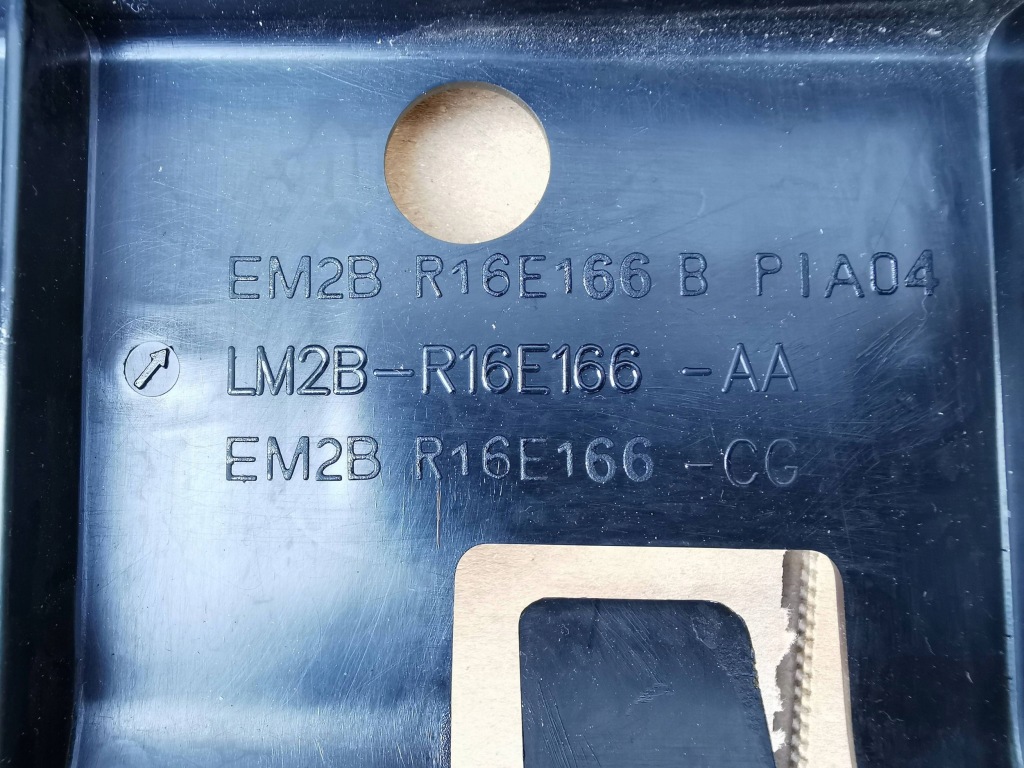 EM2B R16E166 B PIA04
LM2B-R16E166 -AA
EM2B R16E166 -CG